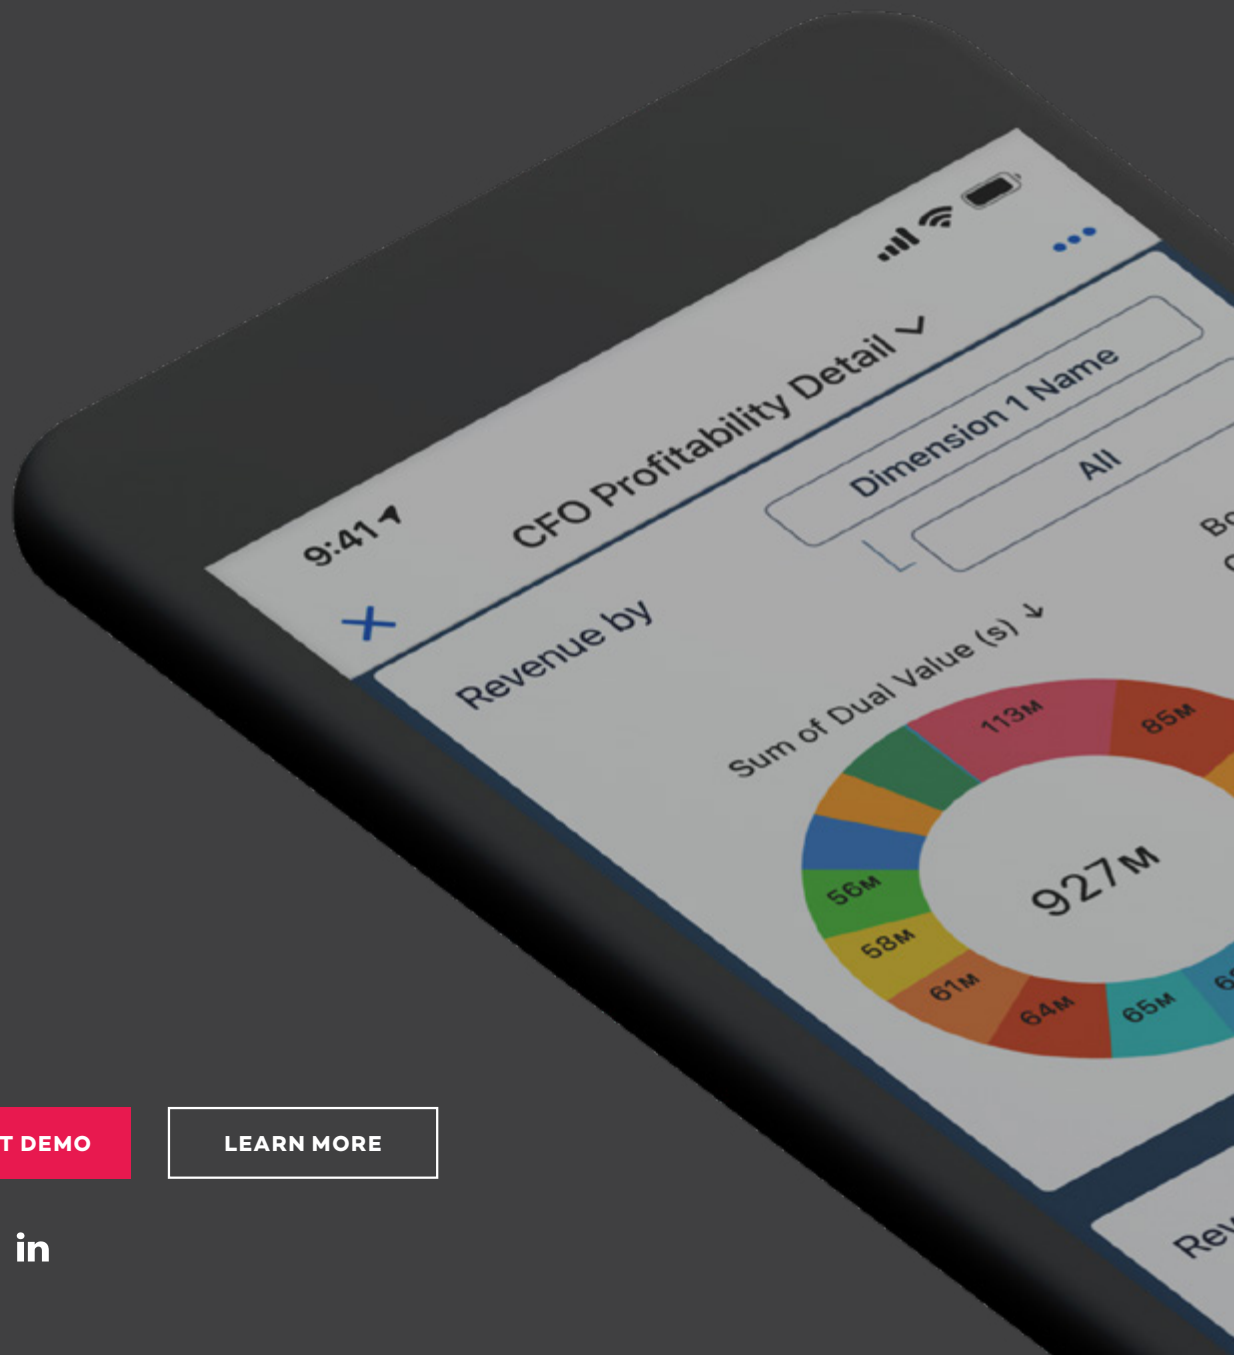 9:41
CFO Profitability Detail
Dimension 1 Name
All
Revenue by
Sum of Dual Value (s)
113M
85M
927M
56M
58M
61M
64M
65M
T DEMO
LEARN MORE
in